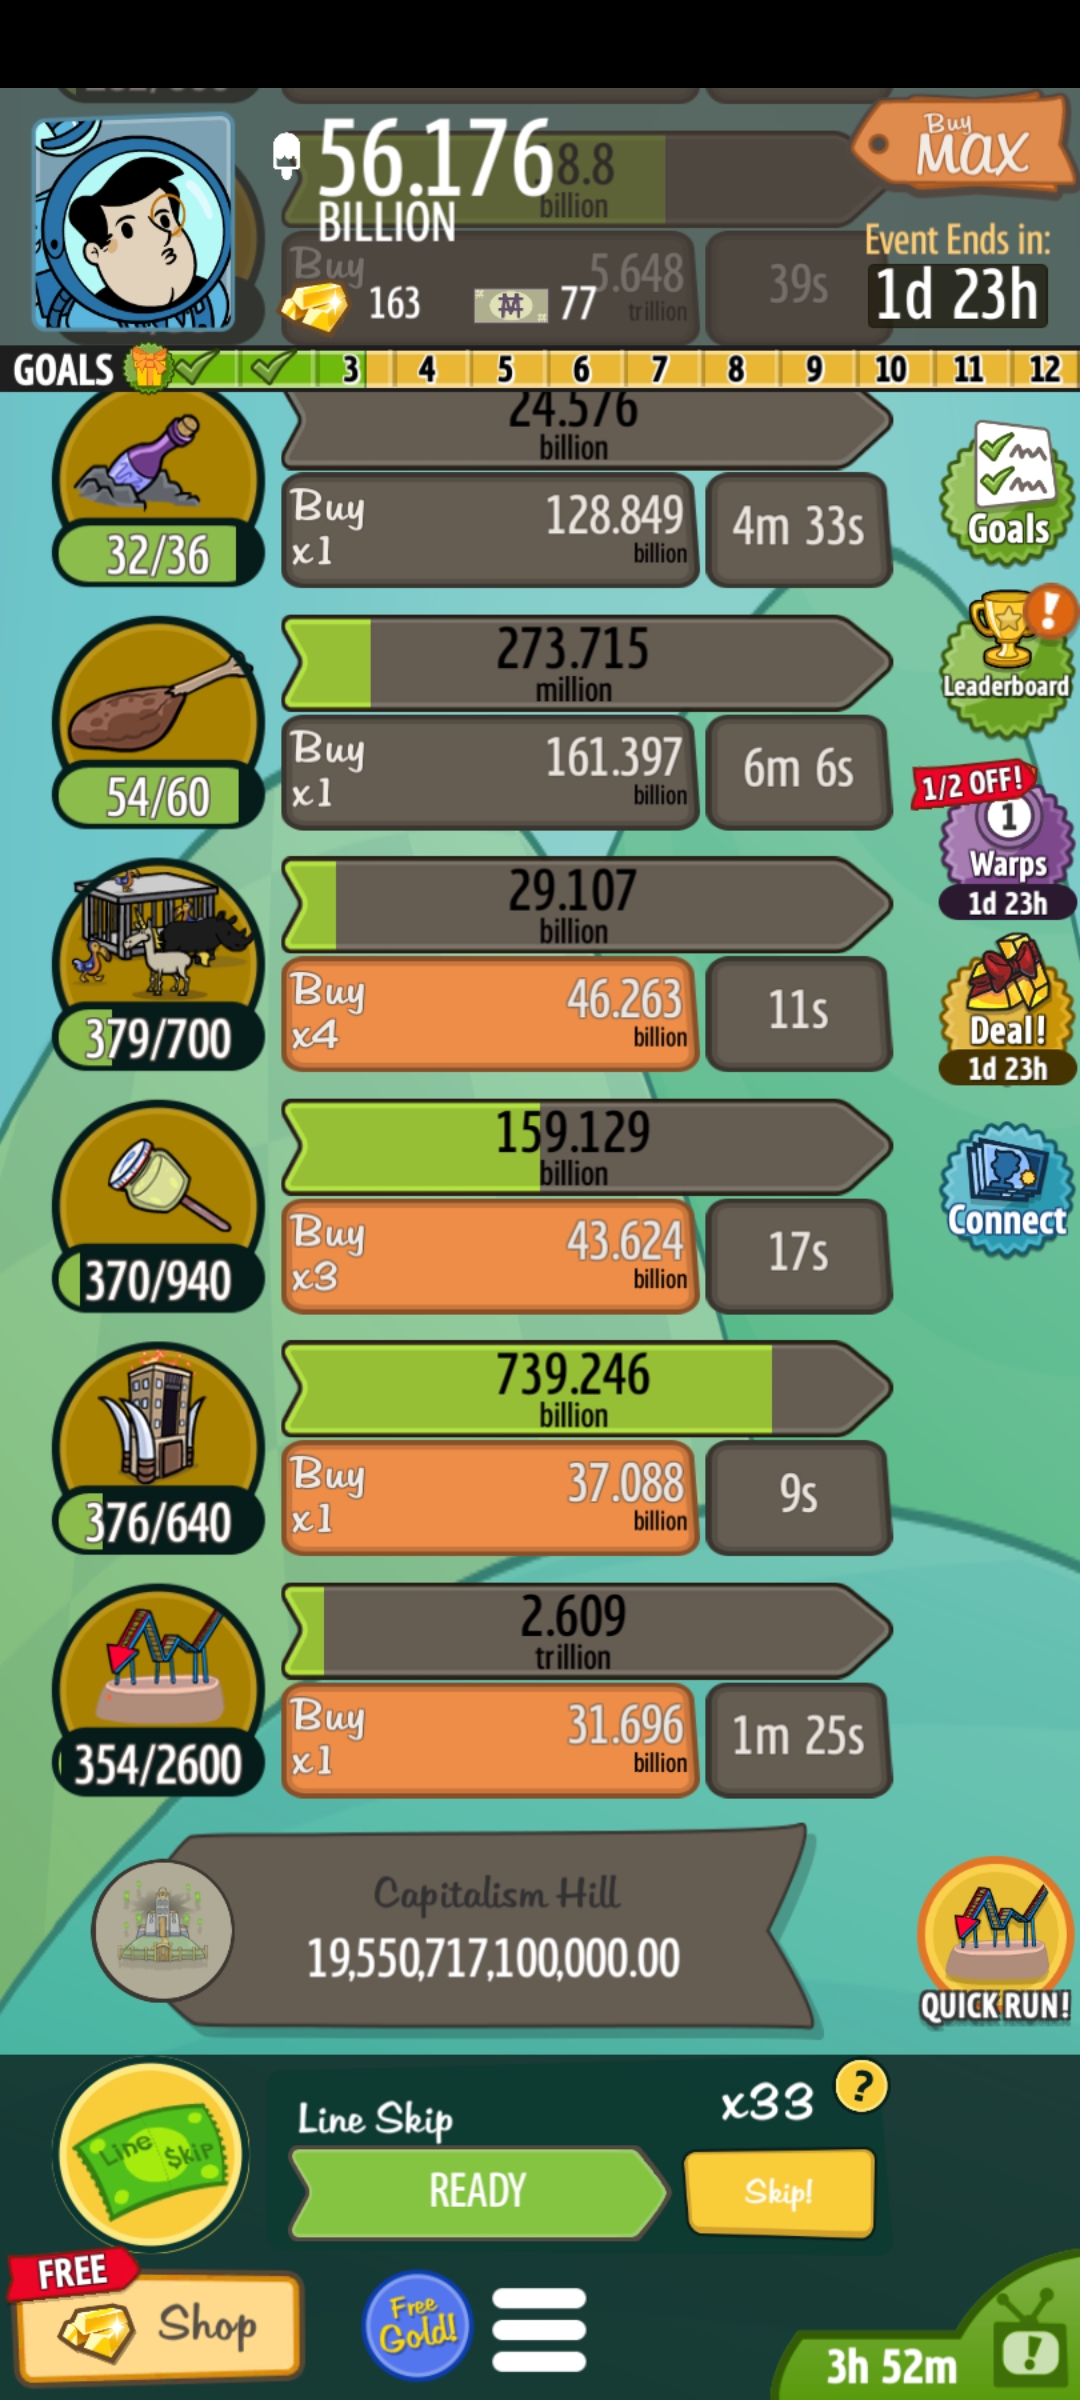 56.176
BILLION
8.8
billion
Buy
MAX
Buy
5.648
trillion
39s
163
77
Event Ends in:
1d 23h
GOALS
3 4 5 6 7 8 9 10 11 12
24.576
billion
32/36
Buy
x1
128.849
billion
4m 33s
Goals
273.715
million
54/60
Buy
x1
161.397
billion
6m 6s
!
Leaderboard
1/2 OFF!
1
Warps
1d 23h
29.107
billion
379/700
Buy
x4
46.263
billion
11s
Deal!
1d 23h
159.129
billion
370/940
Buy
x3
43.624
billion
17s
Connect
739.246
billion
376/640
Buy
x1
37.088
billion
9s
2.609
trillion
354/2600
Buy
x1
31.696
billion
1m 25s
Capitalism Hill
19,550,717,100,000.00
QUICK RUN!
Line $kip
Line Skip
x33
?
READY
Skip!
FREE
Shop
Free
Gold!
3h 52m
!